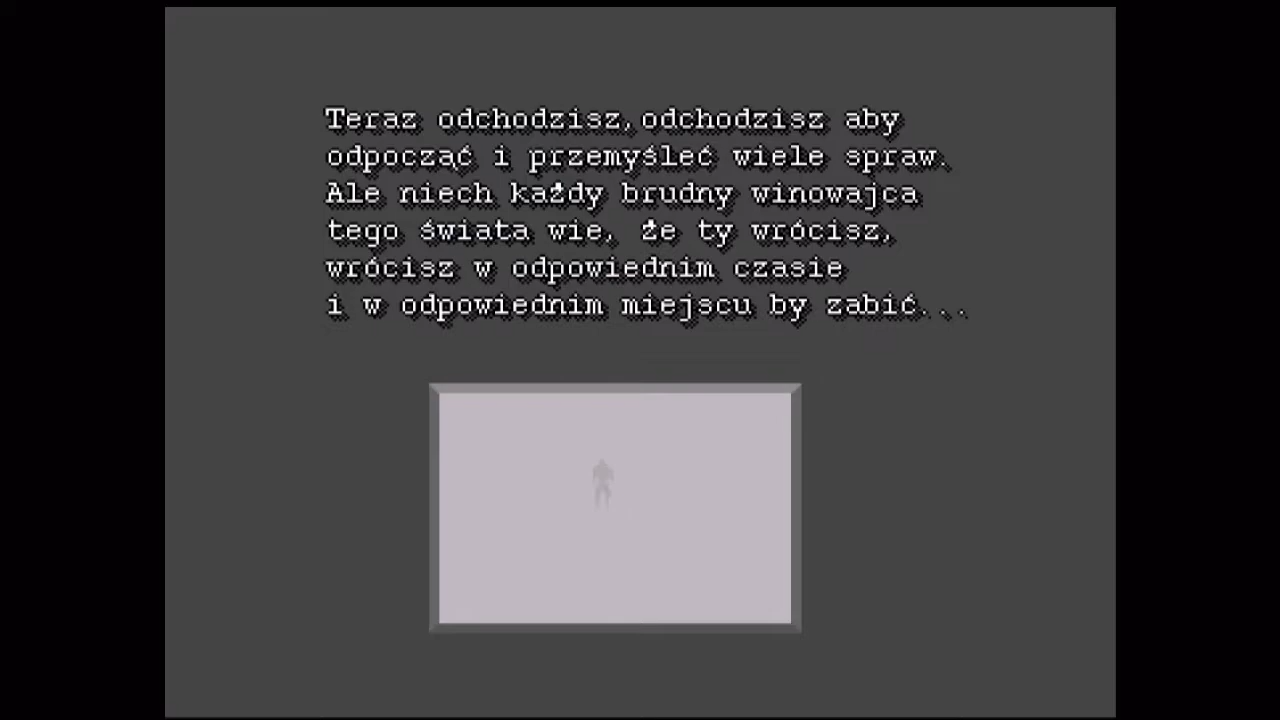 Teraz odchodzisz,odchodzisz aby
odpocząć i przemyśleć wiele spraw.
Ale niech każdy brudny winowajca
tego świata wie, że ty wrócisz,
wrócisz w odpowiednim czasie
i w odpowiednim miejscu by zabić...